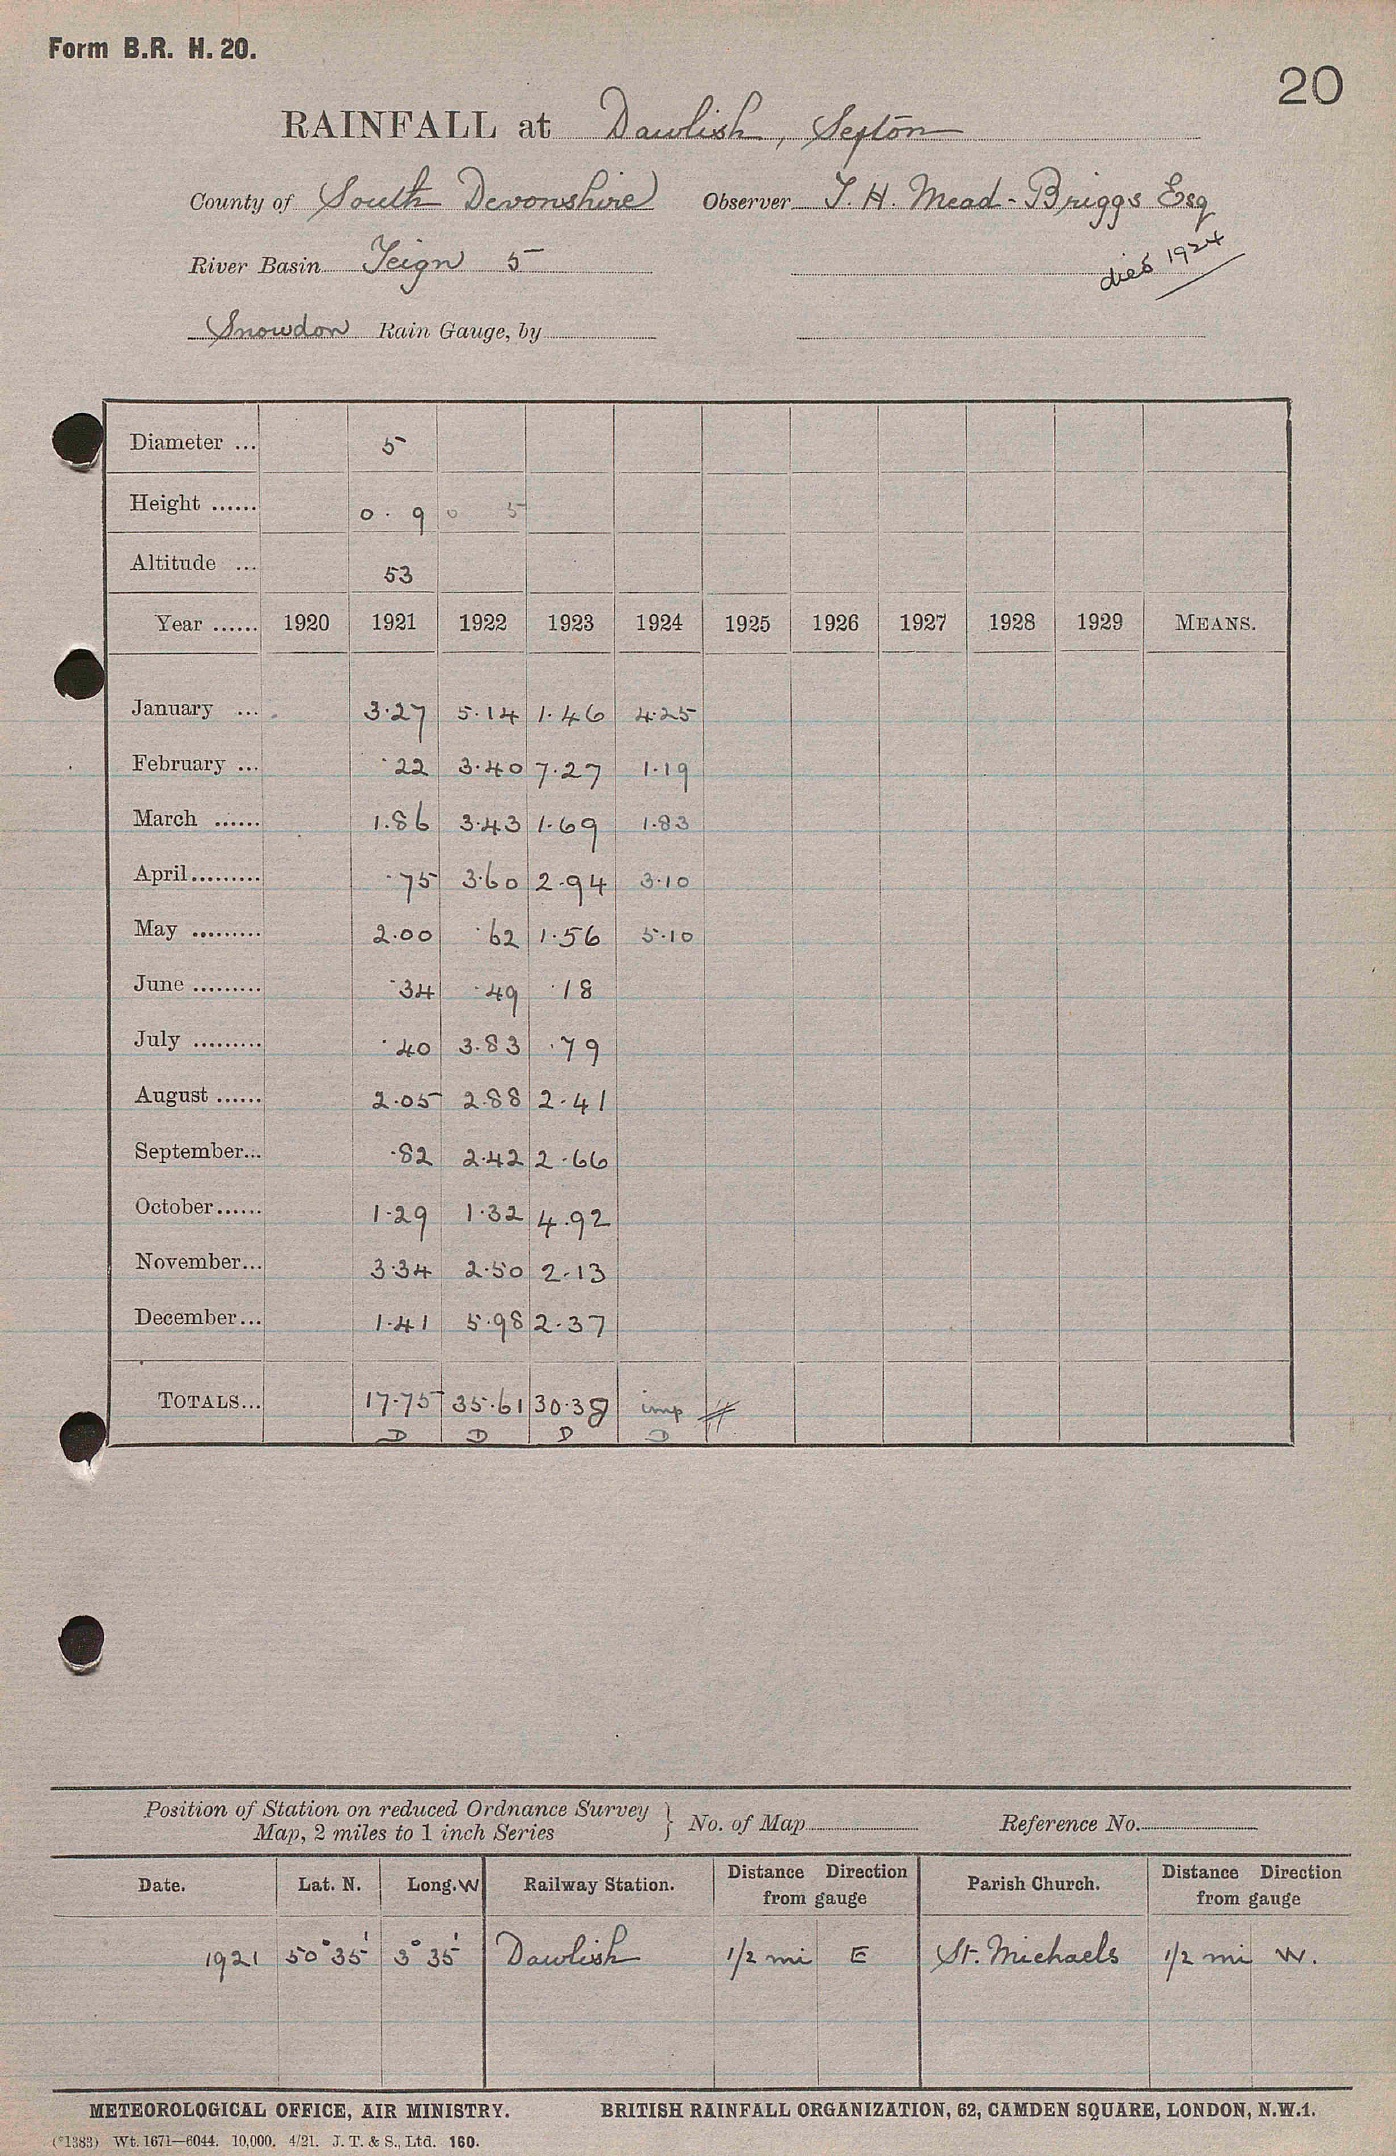 Form B.R. H. 20.
20
RAINFALL at Dawlish, Sefton
County of South Devonshire Observer T. H. Mead-Briggs Esq
River Basin Teign 5 died 1924
Snowdon Rain Gauge, by
Diameter ... 5
Height ...... 0 . 9 0 5
Altitude ... 53
Year ...... 1920 1921 1922 1923 1924 1925 1926 1927 1928 1929 MEANS.
January ... 3.27 5.14 1.46 4.25
February ... .22 3.40 7.27 1.19
March ...... 1.86 3.43 1.69 1.83
April ......... .75 3.60 2.94 3.10
May ......... 2.00 .62 1.56 5.10
June ......... .34 .49 .18
July ......... .40 3.83 .79
August ...... 2.05 2.88 2.41
September... .82 2.42 2.66
October ...... 1.29 1.32 4.92
November... 3.34 2.50 2.13
December... 1.41 5.98 2.37
TOTALS... 17.75 35.61 30.38 imp
D D D D
Position of Station on reduced Ordnance Survey
Map, 2 miles to 1 inch Series } No. of Map Reference No.
Date. Lat. N. Long. W Railway Station. Distance Direction from gauge Parish Church. Distance Direction from gauge
1921 50° 35' 3° 35' Dawlish 1/2 mi E St. Michaels 1/2 mi W.
METEOROLOGICAL OFFICE, AIR MINISTRY. BRITISH RAINFALL ORGANIZATION, 62, CAMDEN SQUARE, LONDON, N.W.1.
(*1383) Wt. 1671—6044. 10,000. 4/21. J. T. & S., Ltd. 160.